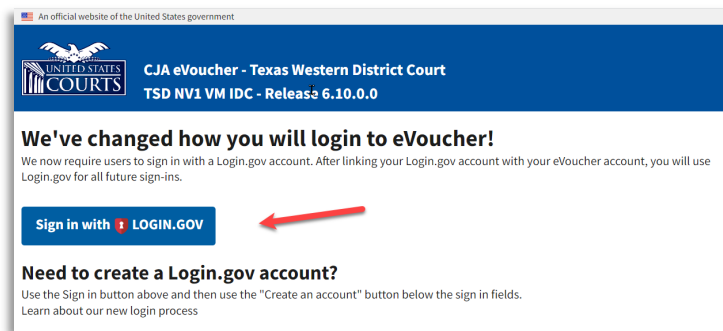 An official website of the United States government
UNITED STATES
COURTS
CJA eVoucher - Texas Western District Court
TSD NV1 VM IDC - Release 6.10.0.0
We've changed how you will login to eVoucher!
We now require users to sign in with a Login.gov account. After linking your Login.gov account with your eVoucher account, you will use
Login.gov for all future sign-ins.
Sign in with LOGIN.GOV
Need to create a Login.gov account?
Use the Sign in button above and then use the "Create an account" button below the sign in fields.
Learn about our new login process